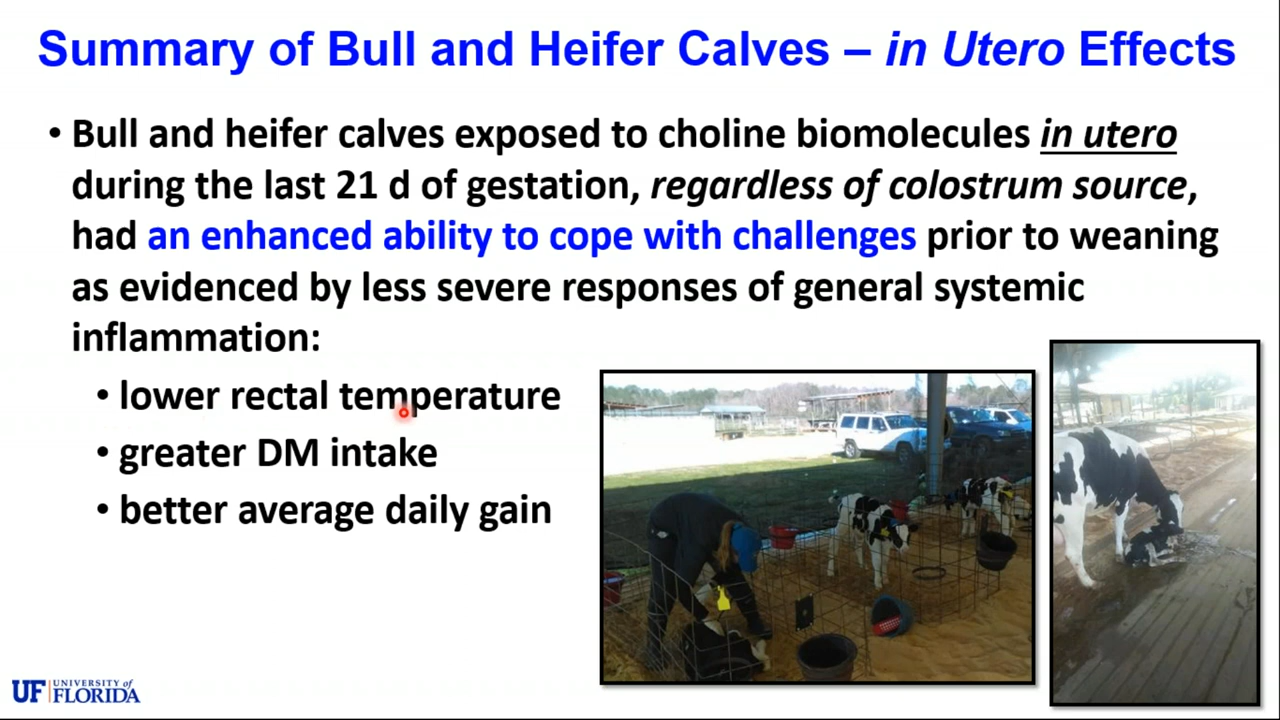 Summary of Bull and Heifer Calves – in Utero Effects
• Bull and heifer calves exposed to choline biomolecules in utero
during the last 21 d of gestation, regardless of colostrum source,
had an enhanced ability to cope with challenges prior to weaning
as evidenced by less severe responses of general systemic
inflammation:
• lower rectal temperature
• greater DM intake
• better average daily gain
UF UNIVERSITY of
FLORIDA